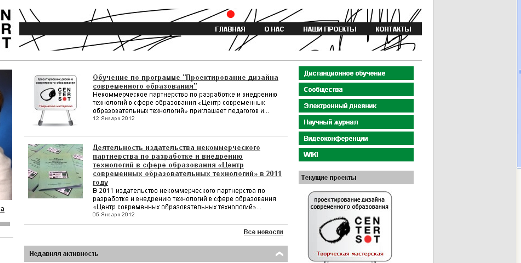 ГЛАВНАЯ О НАС НАШИ ПРОЕКТЫ КОНТАКТЫ
Обучение по программе "Проектирование дизайна
современного образования"
Некоммерческое партнерство по разработке и внедрению
технологий в сфере образования «Центр современных
образовательных технологий» приглашает педагогов и...
12 Января 2012
Деятельность издательства некоммерческого
партнерства по разработке и внедрению
технологий в сфере образования «Центр
современных образовательных технологий» в 2011
году
В 2011 издательство некоммерческого партнерства по
разработке и внедрению технологий в сфере образования
«Центр современных образовательных технологий»
06 Января 2012
Все новости
Недавняя активность
Дистанционное обучение
Сообщества
Электронный дневник
Научный журнал
Видеоконференции
WIKI
Текущие проекты
проектирование дизайна
современного образования
CENTER
SOT
Творческая мастерская